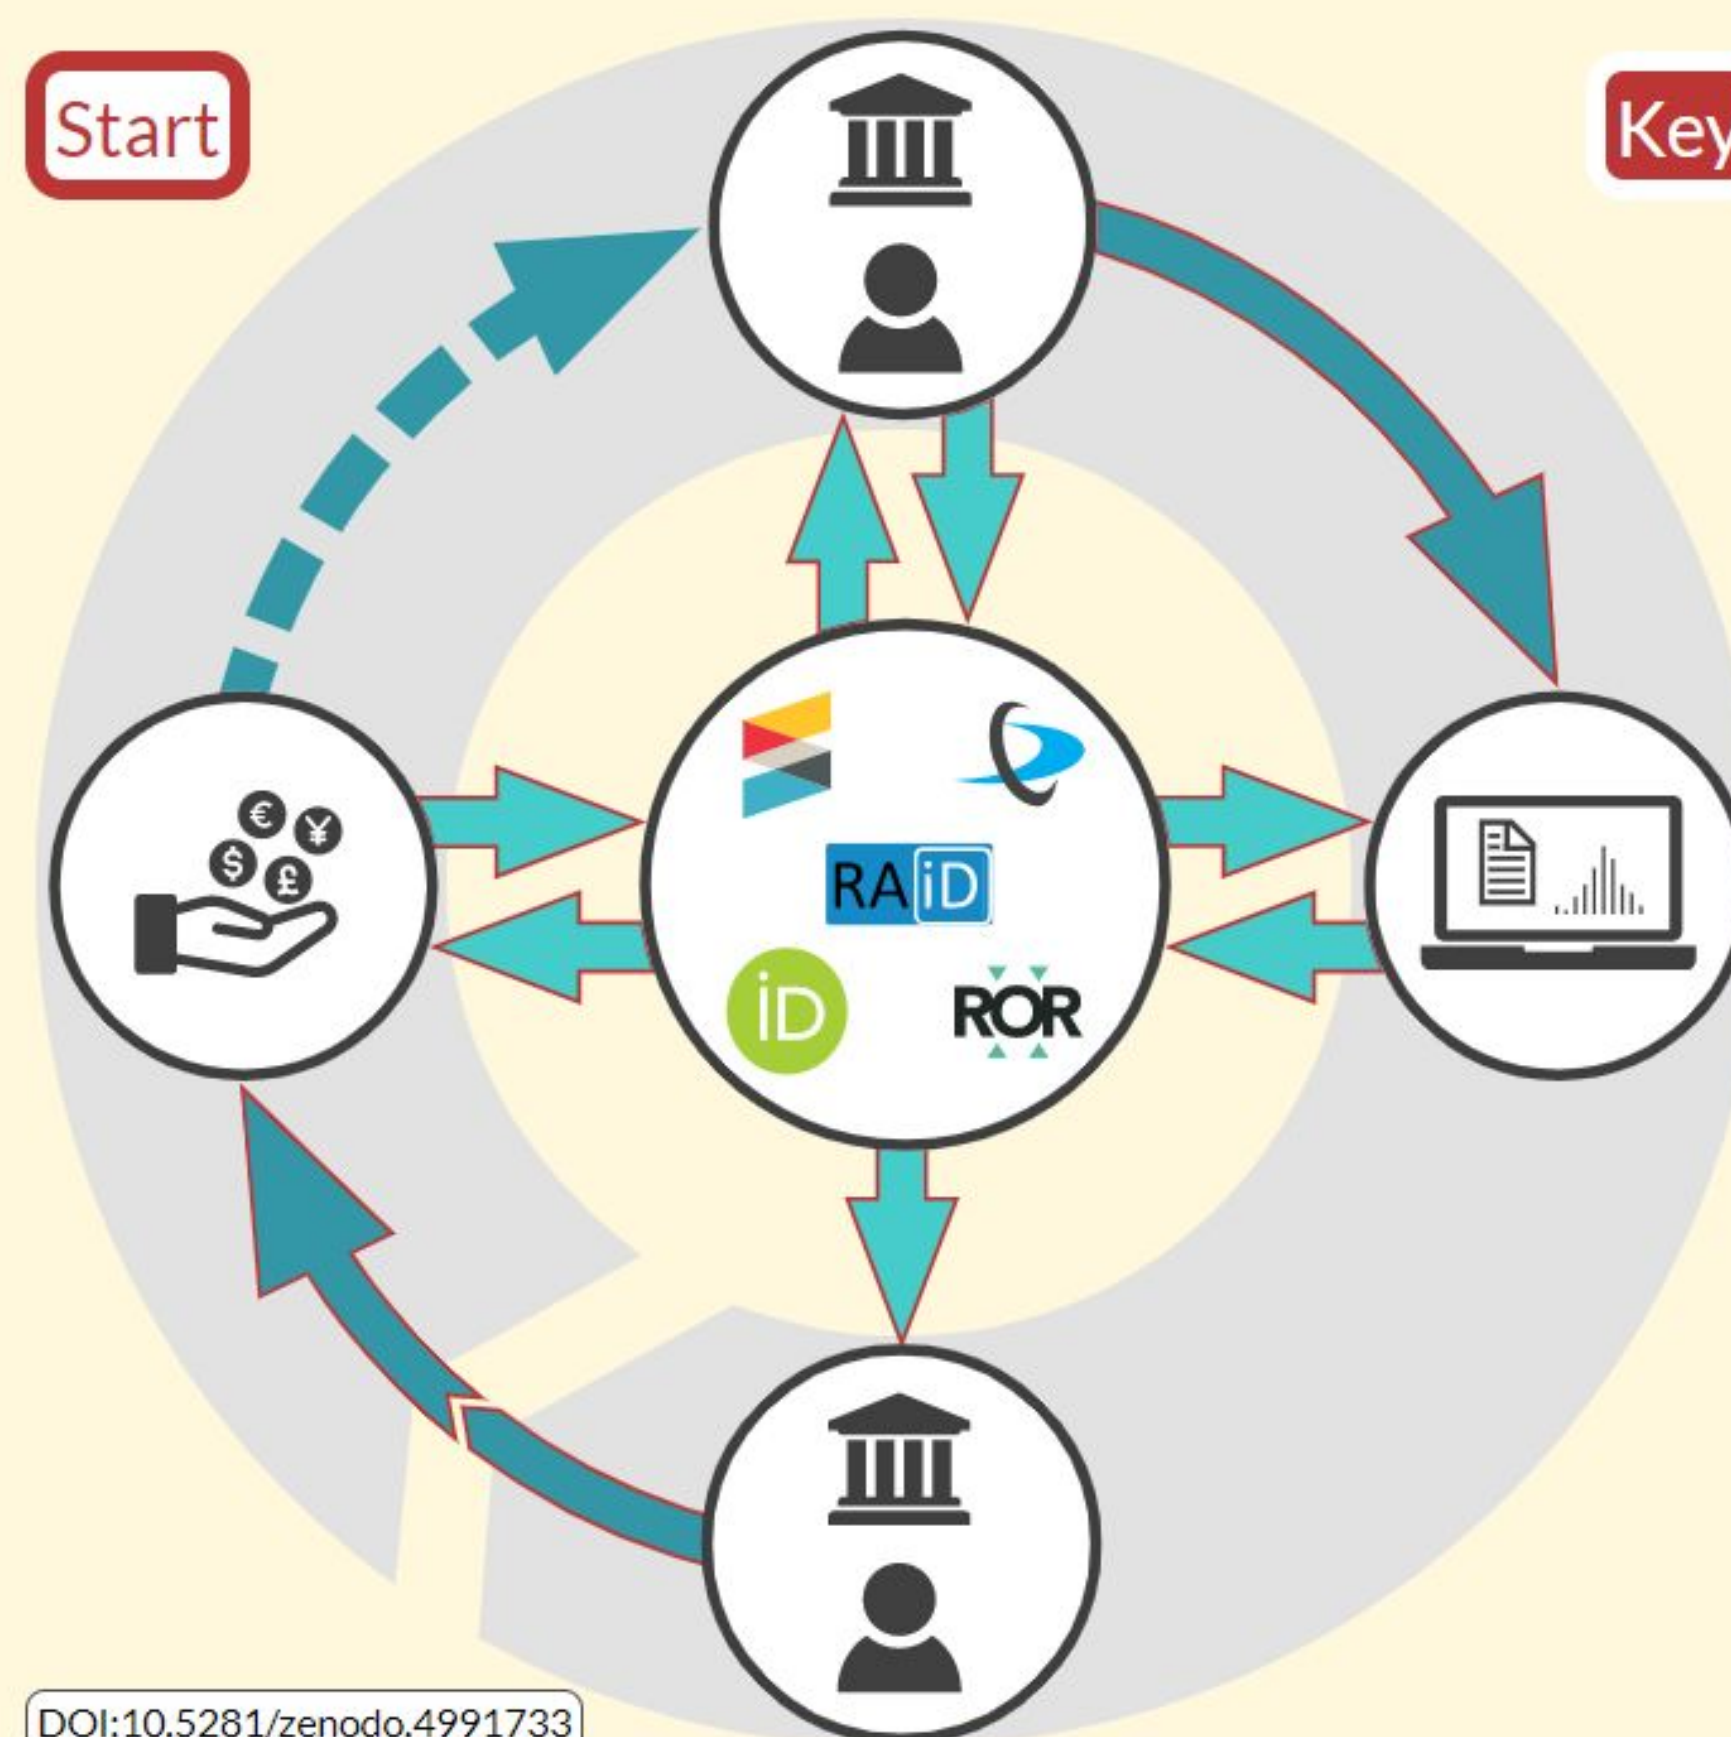 Start
Key
€ ¥
$ £
RAiD
iD
ROR
DOI:10.5281/zenodo.4991733